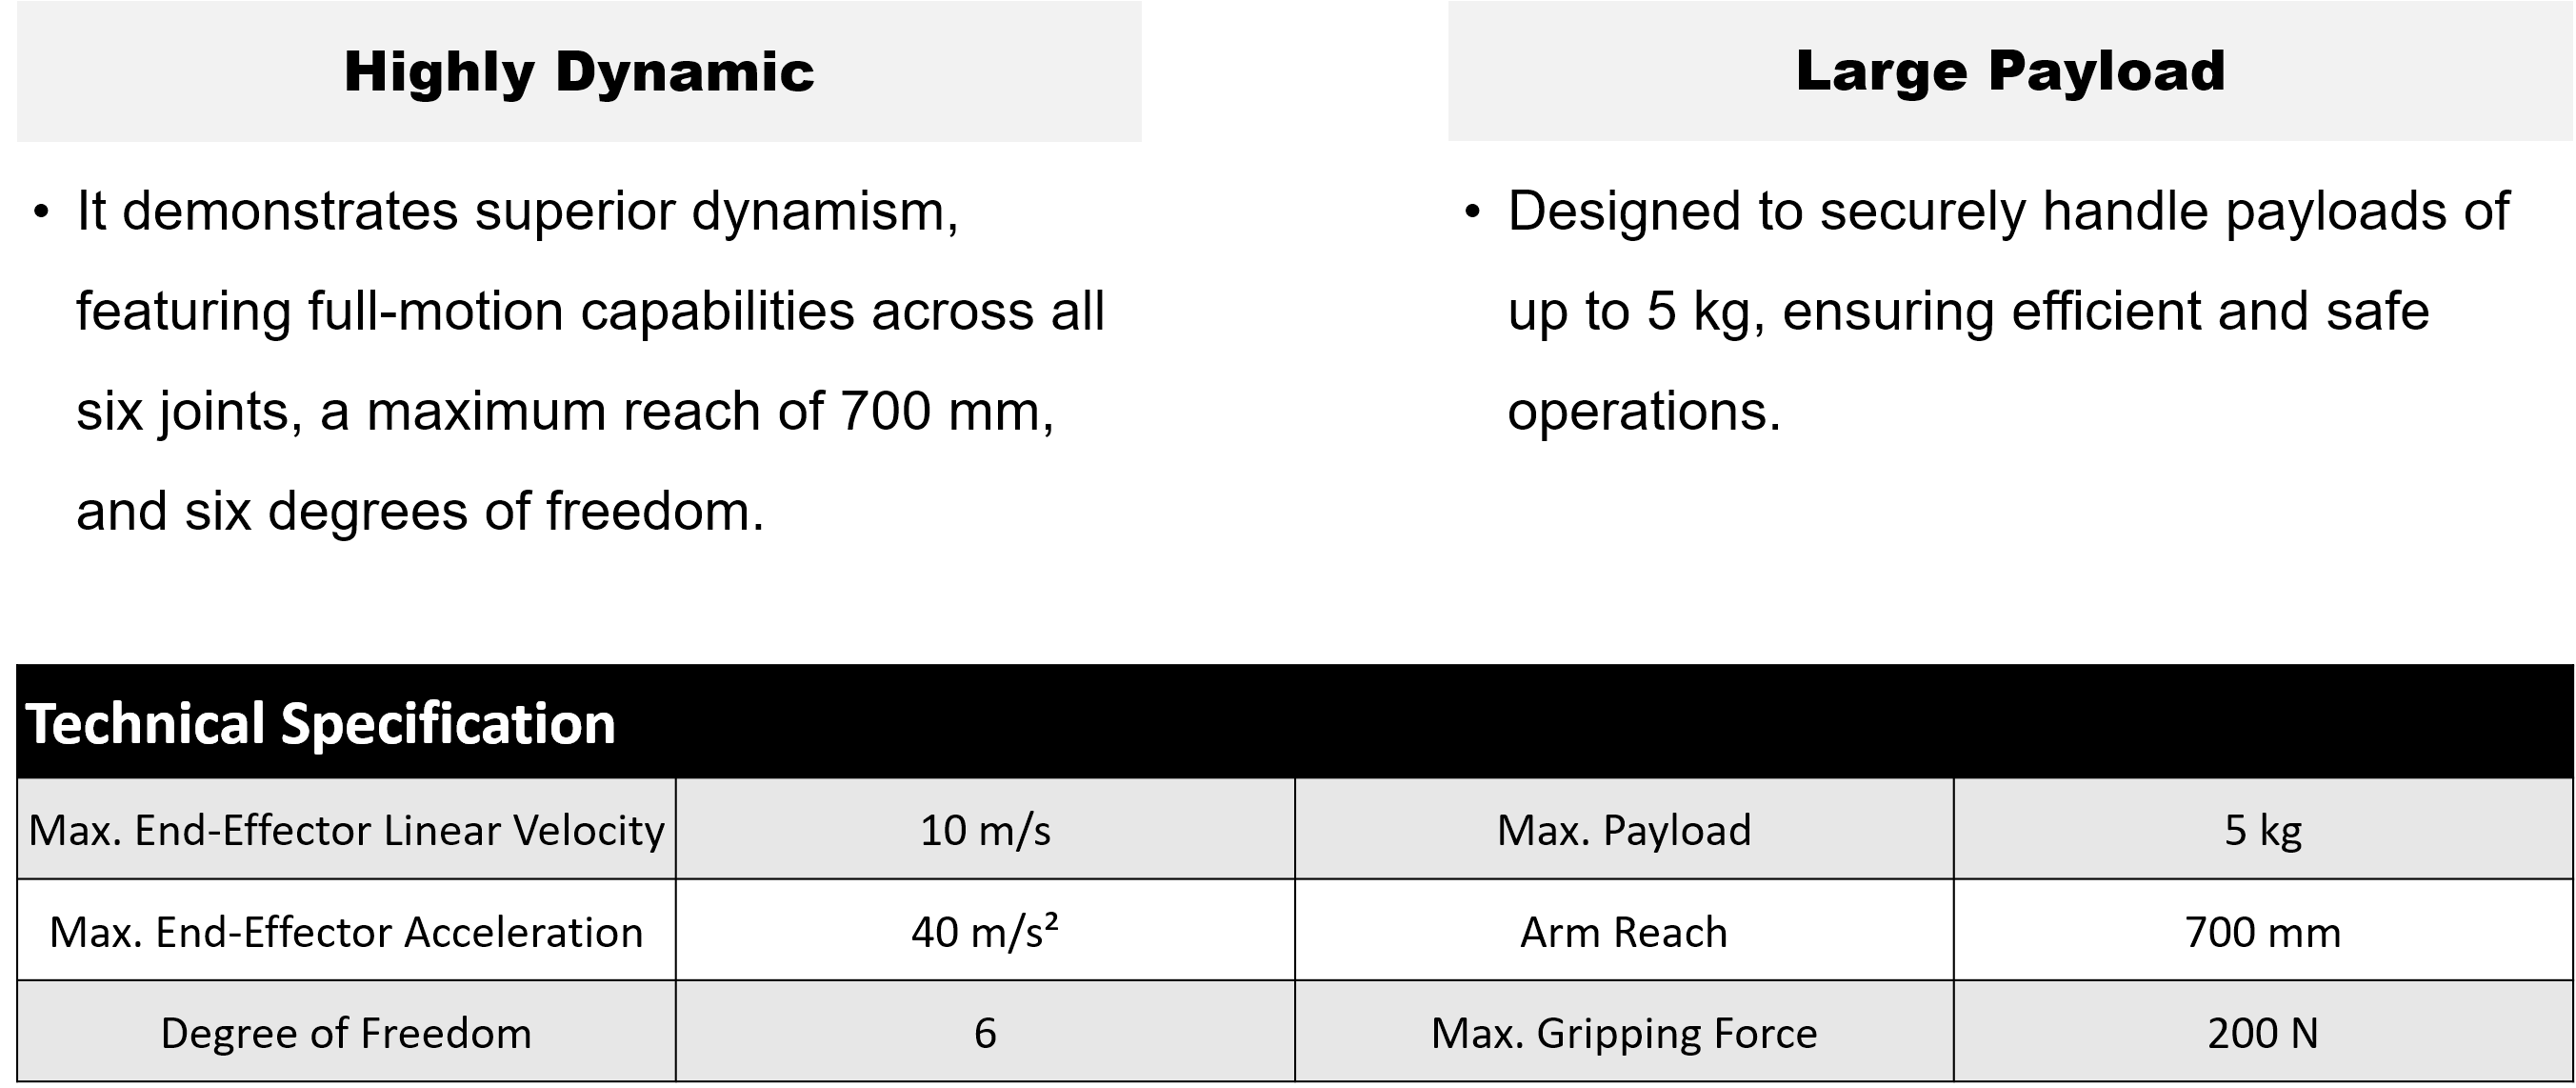 Highly Dynamic
• It demonstrates superior dynamism,
featuring full-motion capabilities across all
six joints, a maximum reach of 700 mm,
and six degrees of freedom.
Large Payload
• Designed to securely handle payloads of
up to 5 kg, ensuring efficient and safe
operations.
Technical Specification
Max. End-Effector Linear Velocity 10 m/s Max. Payload 5 kg
Max. End-Effector Acceleration 40 m/s² Arm Reach 700 mm
Degree of Freedom 6 Max. Gripping Force 200 N